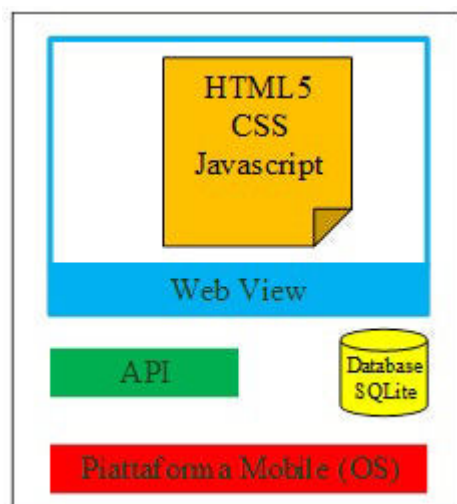 HTML5
CSS
Javascript
Web View
API
Database
SQLite
Piattaforma Mobile (OS)